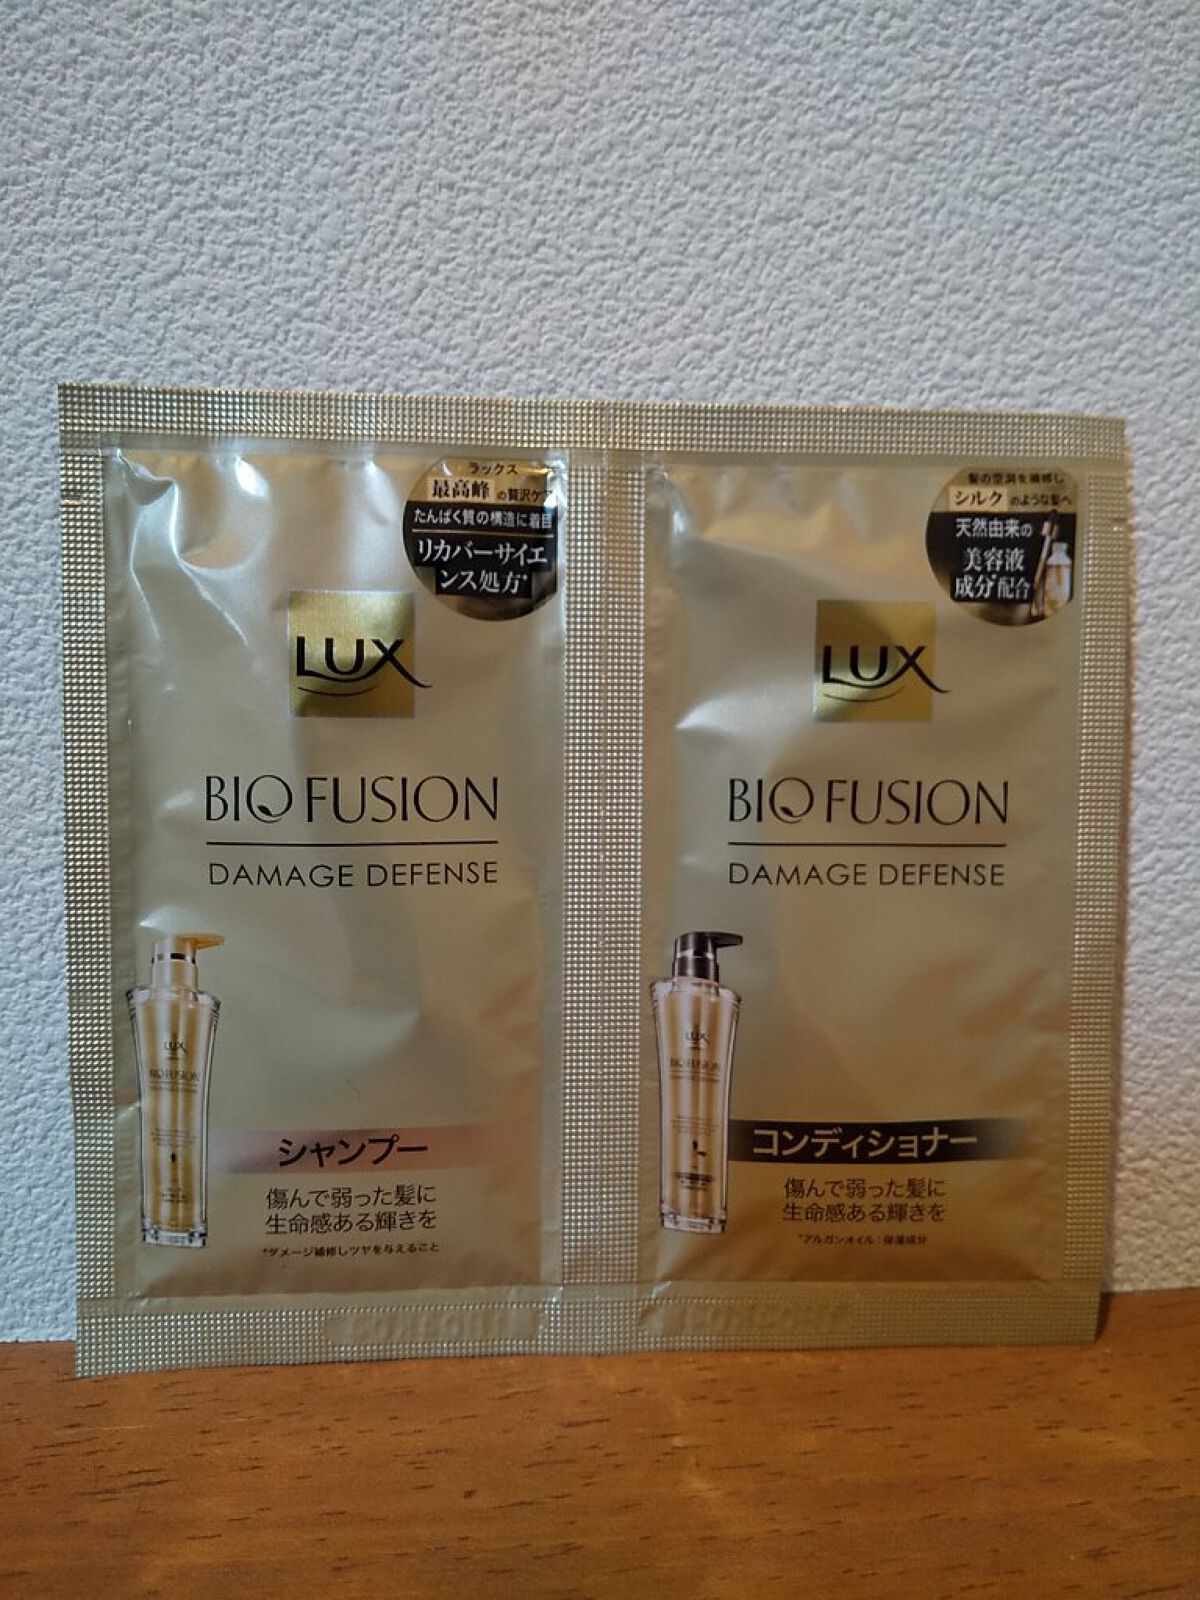 ラックス
最高峰 の贅沢ケア
たんぱく質の構造に着目
リカバーサイエ
ンス処方*
LUX
BIO FUSION
DAMAGE DEFENSE
LUX
BIO FUSION
シャンプー
傷んで弱った髪に
生命感ある輝きを
*ダメージ補修しツヤを与えること
髪の空洞を補修し
シルク のような髪へ
天然由来の
美容液
成分*配合
LUX
BIO FUSION
DAMAGE DEFENSE
LUX
BIO FUSION
コンディショナー
傷んで弱った髪に
生命感ある輝きを
*アルガンオイル:保湿成分